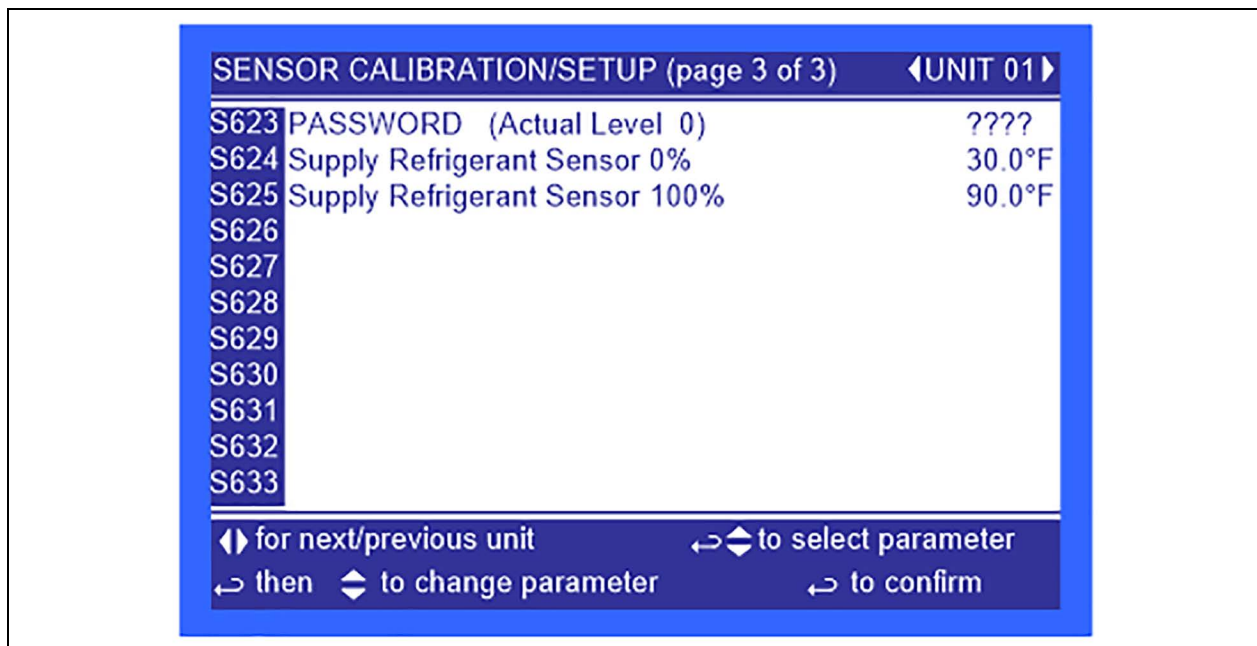 SENSOR CALIBRATION/SETUP (page 3 of 3) UNIT 01
S623 PASSWORD (Actual Level 0) ????
S624 Supply Refrigerant Sensor 0% 30.0°F
S625 Supply Refrigerant Sensor 100% 90.0°F
S626
S627
S628
S629
S630
S631
S632
S633
for next/previous unit to select parameter
then to change parameter to confirm